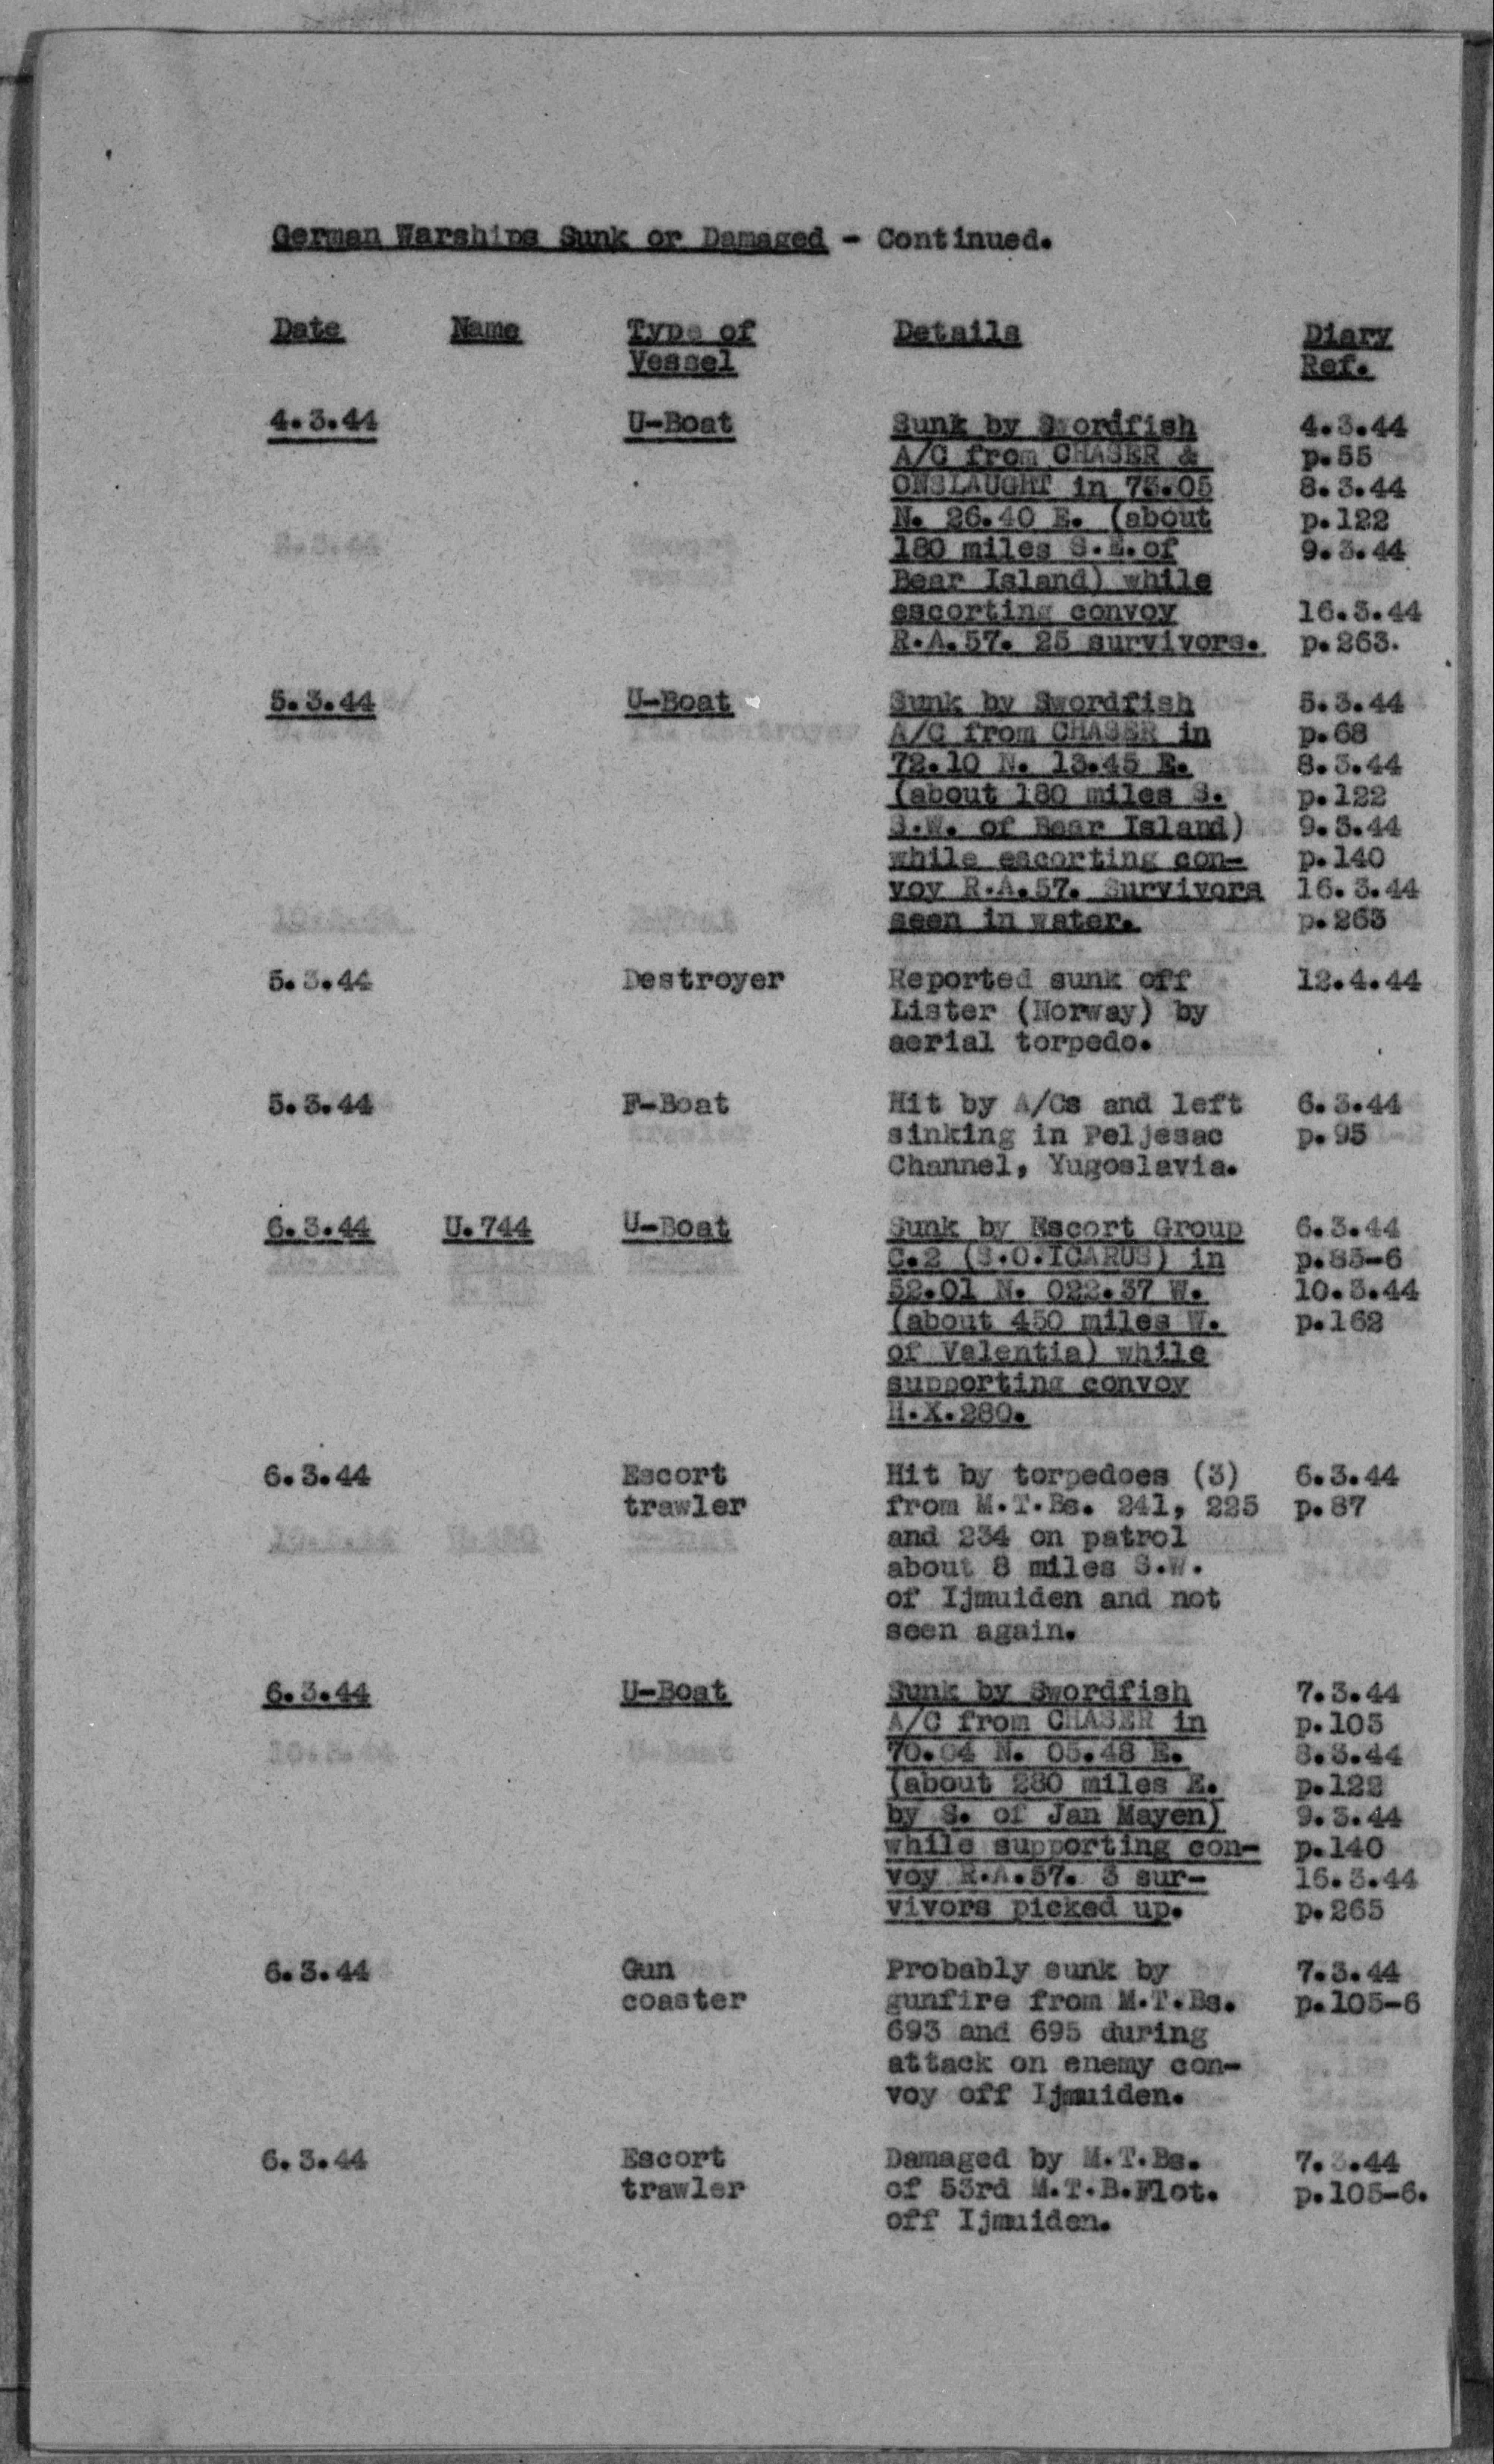 German Warships Sunk or Damaged - Continued.
Date Name Type of Details Diary
Vessel Ref.
4.3.44 U-Boat Sunk by Swordfish 4.3.44
A/C from CHASER & p.55
ONSLAUGHT in 73.05 8.3.44
N. 26.40 E. (about p.122
180 miles S.E.of 9.3.44
Bear Island) while
escorting convoy 16.3.44
R.A.57. 25 survivors. p.263.
5.3.44 U-Boat Sunk by Swordfish 5.3.44
A/C from CHASER in p.68
72.10 N. 13.45 E. 8.3.44
(about 180 miles S. p.122
S.W. of Bear Island) 9.3.44
while escorting con- p.140
voy R.A.57. Survivors 16.3.44
seen in water. p.263
5.3.44 Destroyer Reported sunk off 12.4.44
Lister (Norway) by
aerial torpedo.
5.3.44 F-Boat Hit by A/Cs and left 6.3.44
sinking in Peljesac p.95
Channel, Yugoslavia.
6.3.44 U.744 U-Boat Sunk by Escort Group 6.3.44
C.2 (S.O.ICARUS) in p.85-6
52.01 N. 022.37 W. 10.3.44
(about 450 miles W. p.162
of Valentia) while
supporting convoy
H.X.280.
6.3.44 Escort Hit by torpedoes (3) 6.3.44
trawler from M.T.Bs. 241, 225 p.87
and 234 on patrol
about 8 miles S.W.
of Ijmuiden and not
seen again.
6.3.44 U-Boat Sunk by Swordfish 7.3.44
A/C from CHASER in p.105
70.04 N. 05.48 E. 8.3.44
(about 280 miles E. p.122
by S. of Jan Mayen) 9.3.44
while supporting con- p.140
voy R.A.57. 3 sur- 16.3.44
vivors picked up. p.265
6.3.44 Gun Probably sunk by 7.3.44
coaster gunfire from M.T.Bs. p.105-6
693 and 695 during
attack on enemy con-
voy off Ijmuiden.
6.3.44 Escort Damaged by M.T.Bs. 7.3.44
trawler of 53rd M.T.B.Flot. p.105-6.
off Ijmuiden.